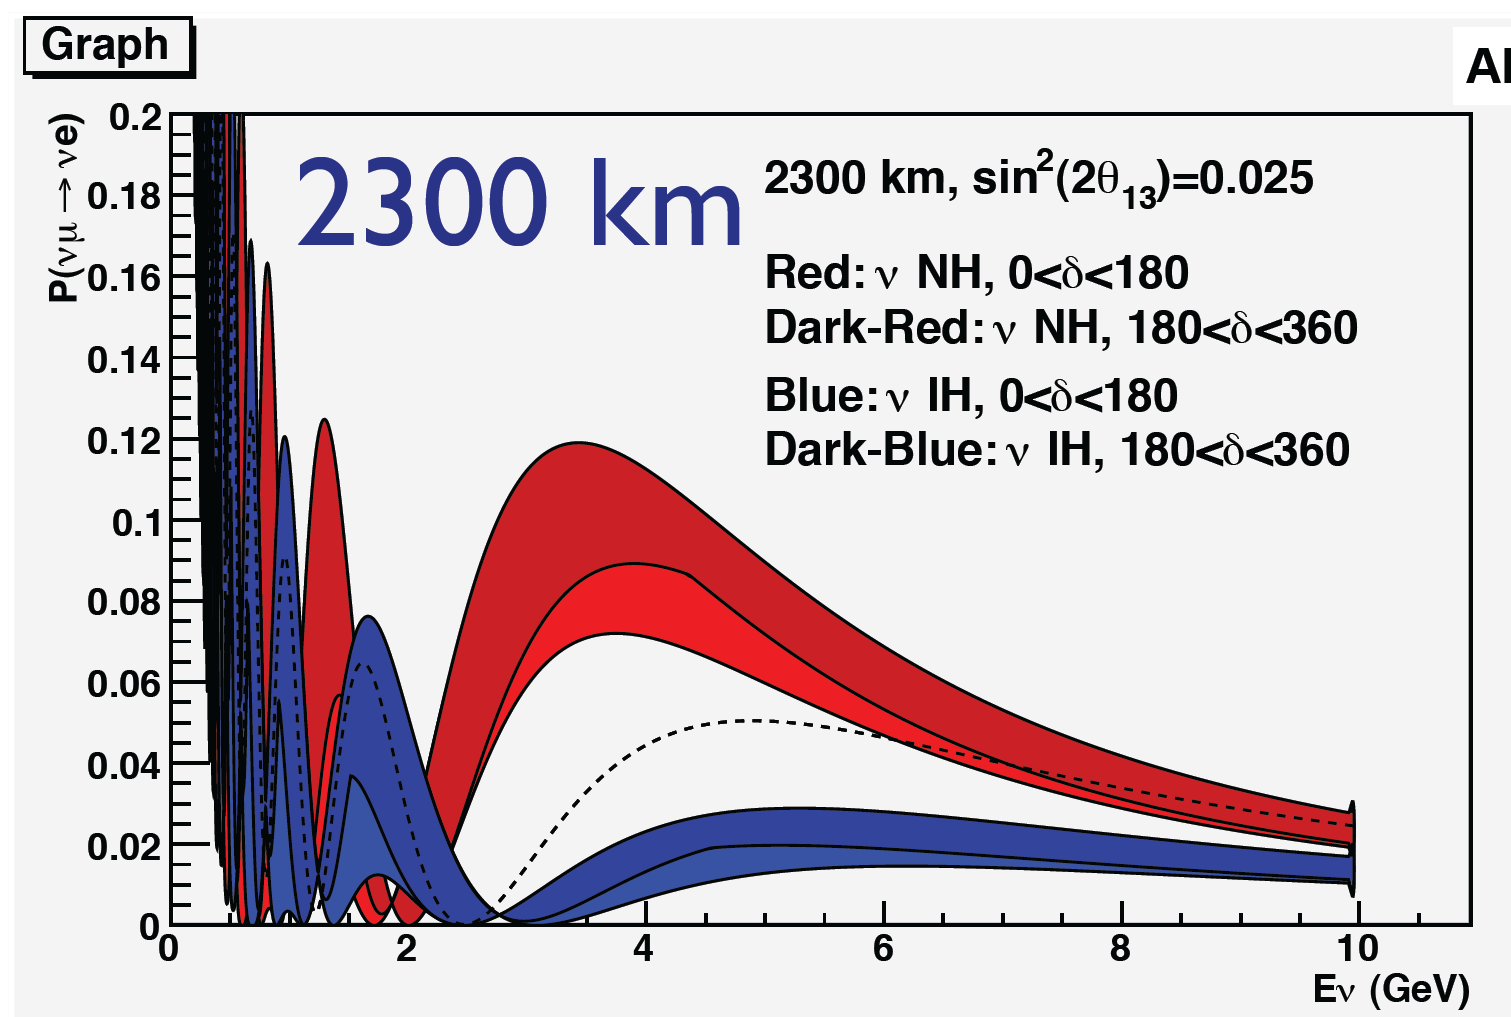 Graph
Al
P(νμ → νe)
2300 km
2300 km, sin²(2θ₁₃)=0.025
Red: ν NH, 0<δ<180
Dark-Red: ν NH, 180<δ<360
Blue: ν IH, 0<δ<180
Dark-Blue: ν IH, 180<δ<360
0.2
0.18
0.16
0.14
0.12
0.1
0.08
0.06
0.04
0.02
0
0 2 4 6 8 10
Eν (GeV)